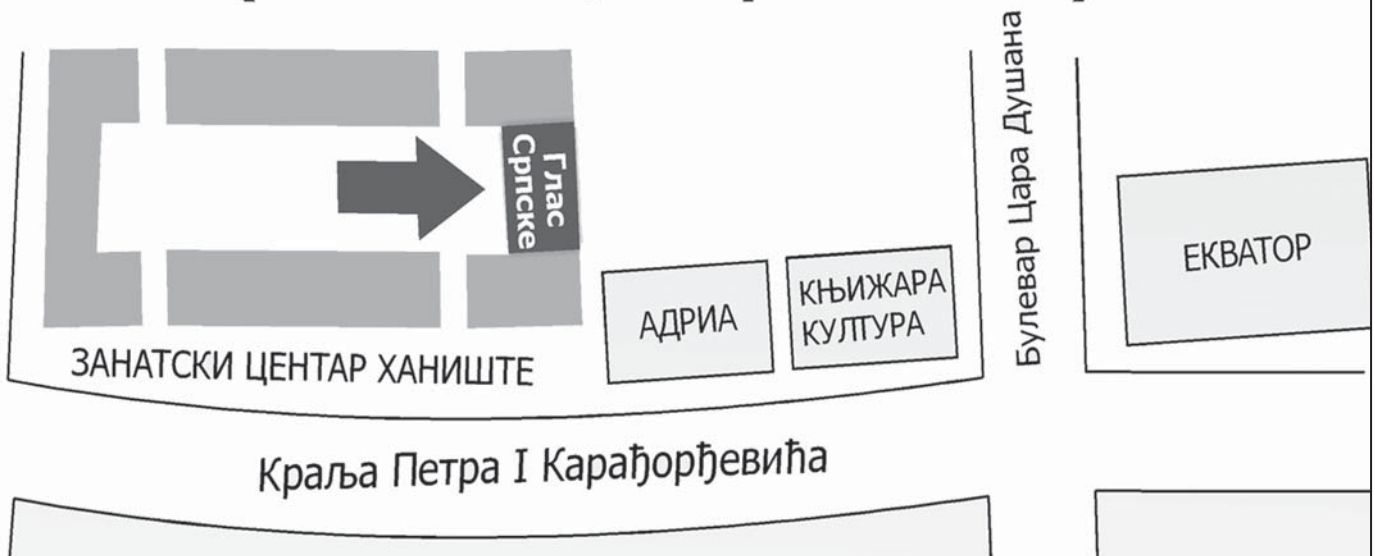 Булевар Цара Душана
Глас
Српске
ЕКВАТОР
КЊИЖАРА
КУЛТУРА
АДРИА
ЗАНАТСКИ ЦЕНТАР ХАНИШТЕ
Краља Петра I Карађорђевића